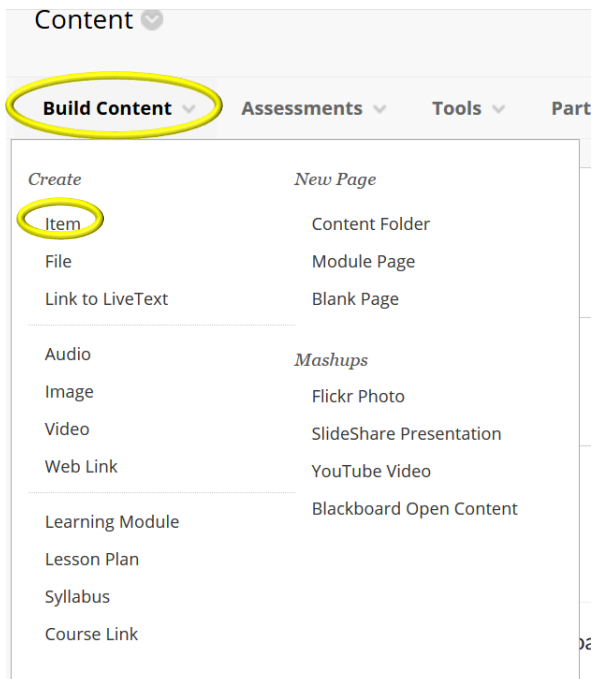 Content
Build Content Assessments Tools Part
Create
Item
File
Link to LiveText
Audio
Image
Video
Web Link
Learning Module
Lesson Plan
Syllabus
Course Link
New Page
Content Folder
Module Page
Blank Page
Mashups
Flickr Photo
SlideShare Presentation
YouTube Video
Blackboard Open Content